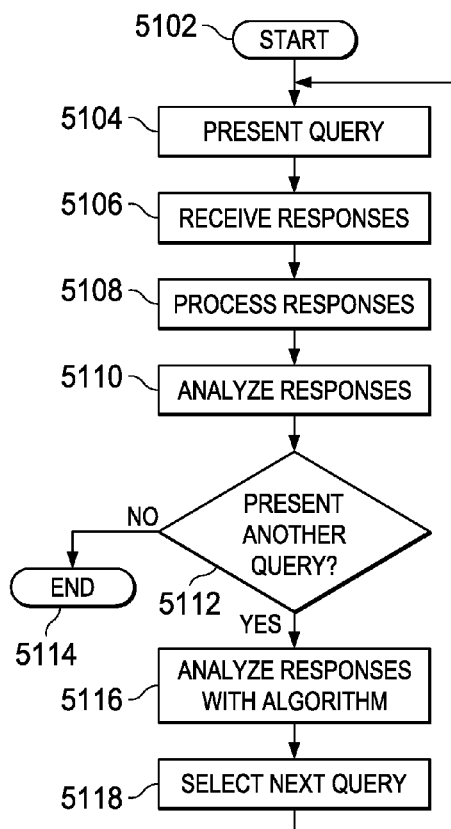 5102
START
5104
PRESENT QUERY
5106
RECEIVE RESPONSES
5108
PROCESS RESPONSES
5110
ANALYZE RESPONSES
PRESENT
ANOTHER
QUERY?
NO
5112
END
5114
YES
5116
ANALYZE RESPONSES
WITH ALGORITHM
5118
SELECT NEXT QUERY